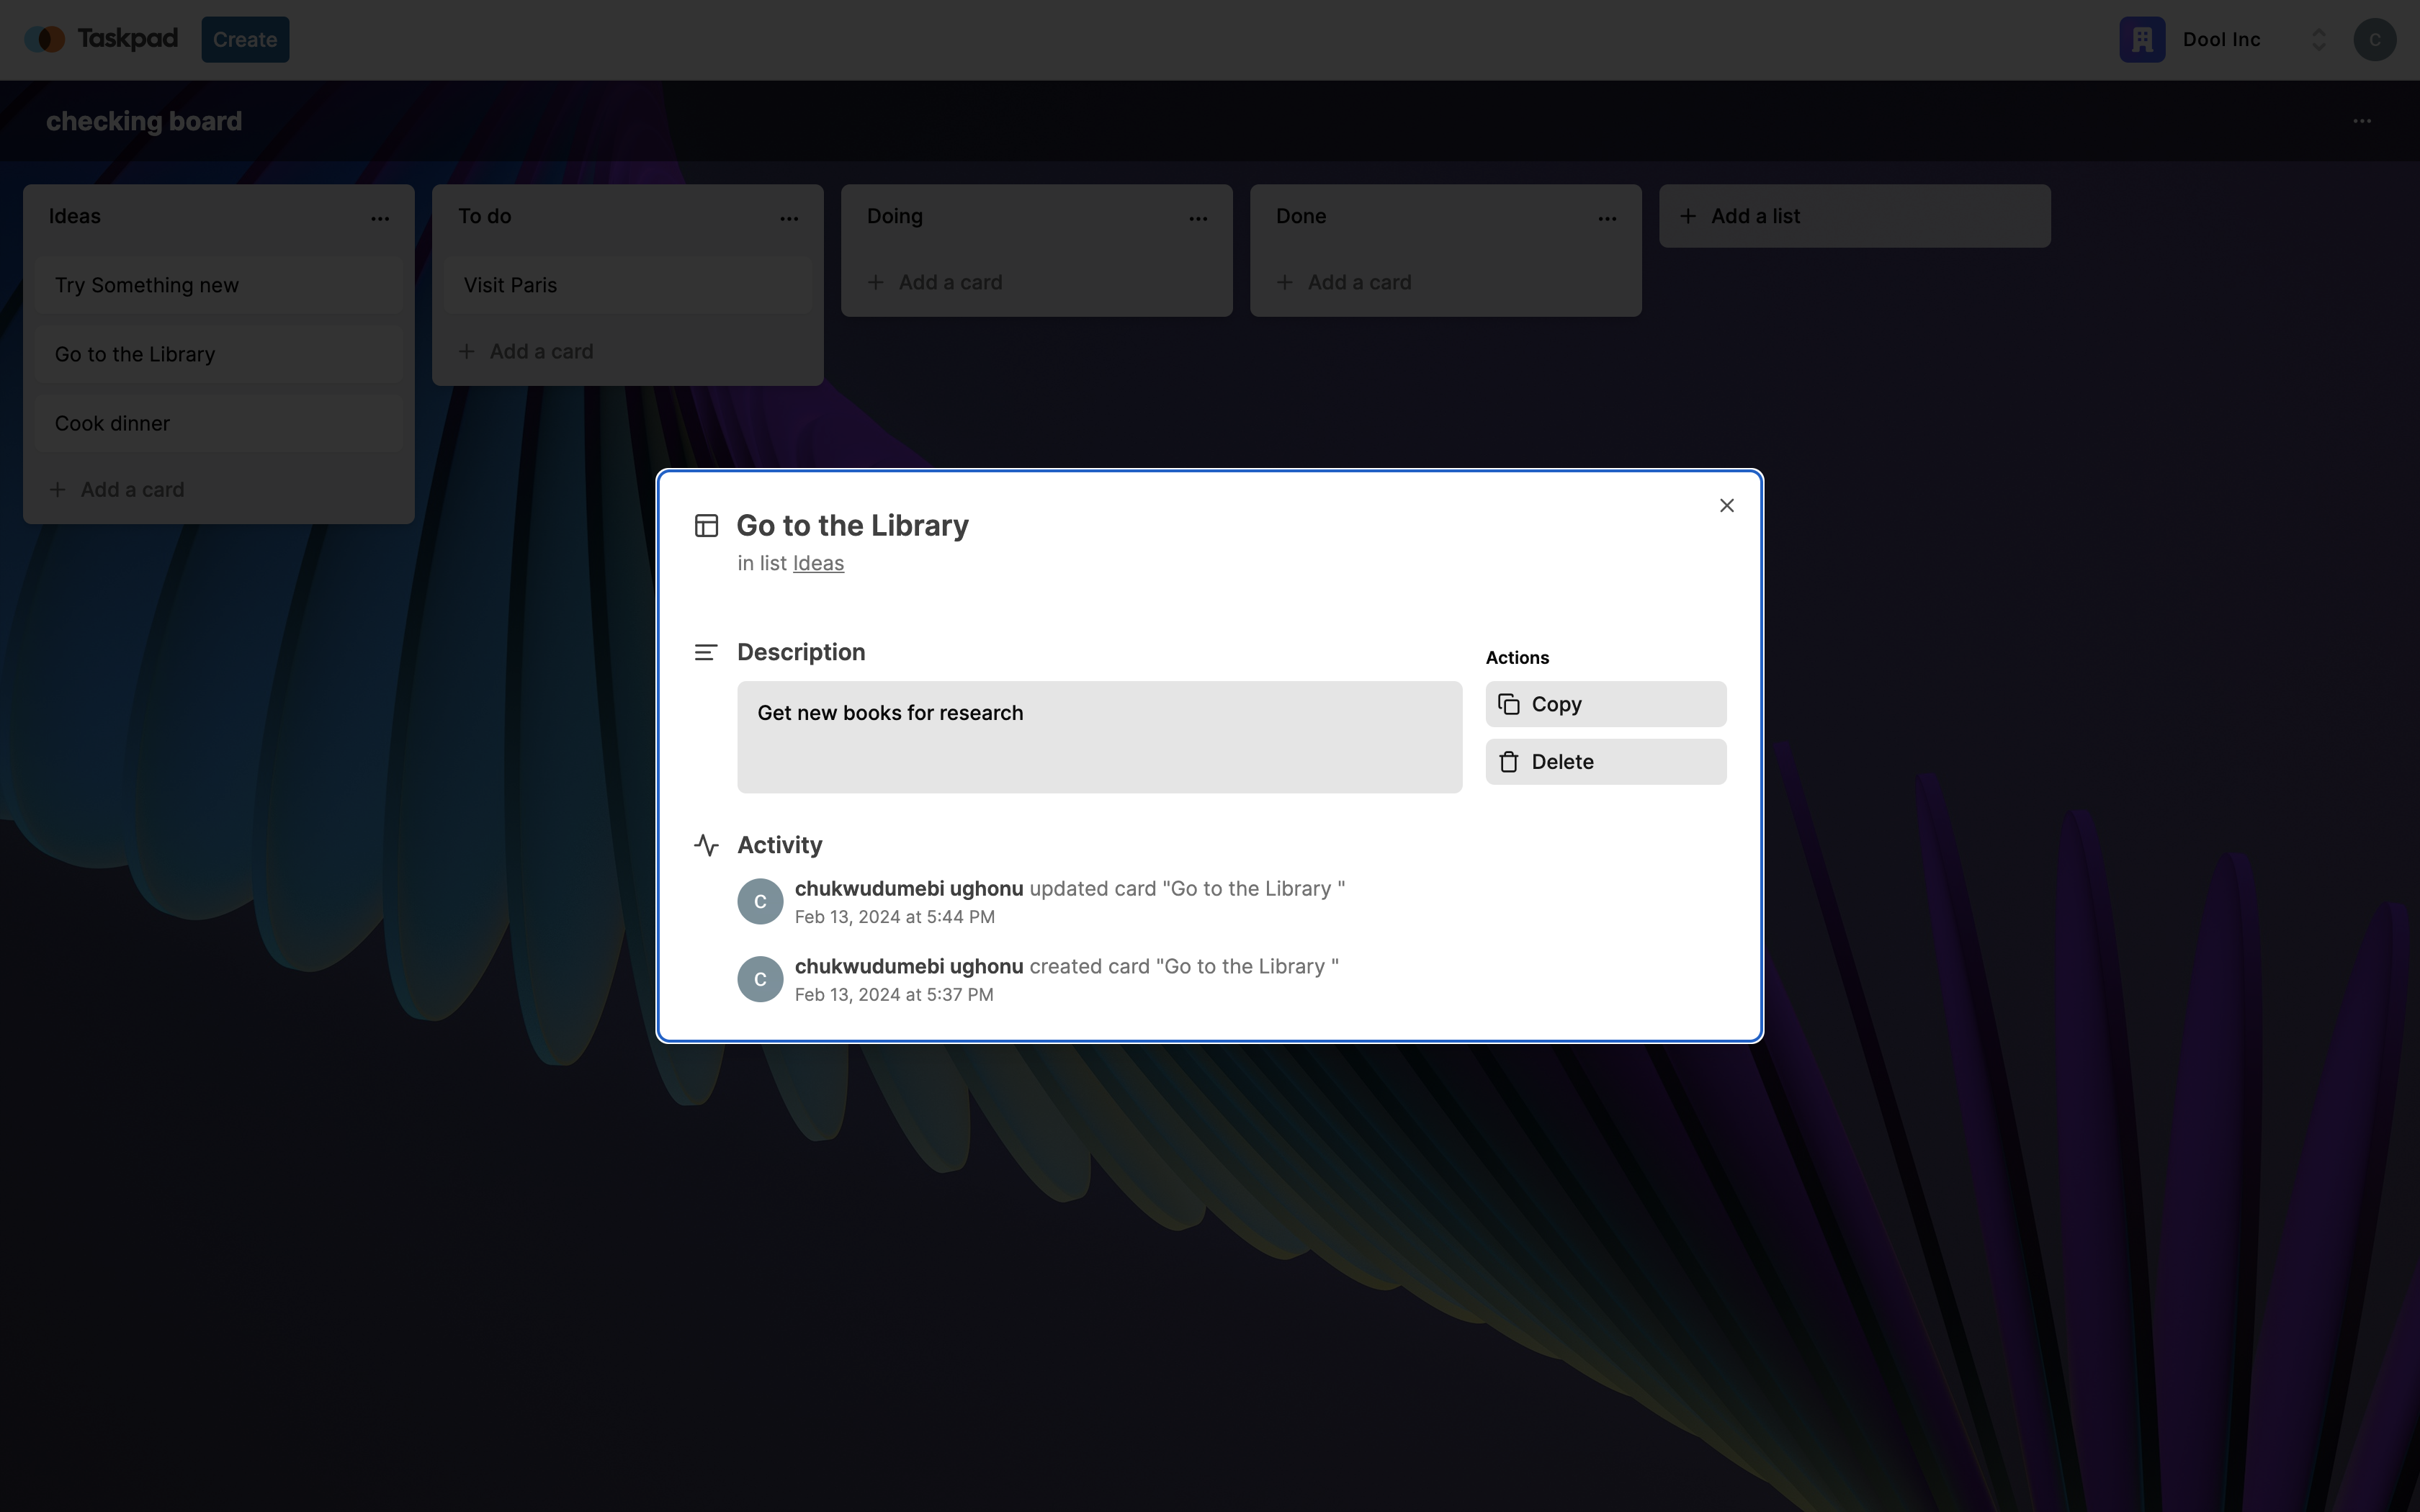 Taskpad
Create
Dool Inc
C
checking board
Ideas
Try Something new
Go to the Library
Cook dinner
Add a card
To do
Visit Paris
Add a card
Doing
Add a card
Done
Add a card
Add a list
Go to the Library
in list Ideas
Description
Get new books for research
Actions
Copy
Delete
Activity
C
chukwudumebi ughonu updated card "Go to the Library "
Feb 13, 2024 at 5:44 PM
C
chukwudumebi ughonu created card "Go to the Library "
Feb 13, 2024 at 5:37 PM